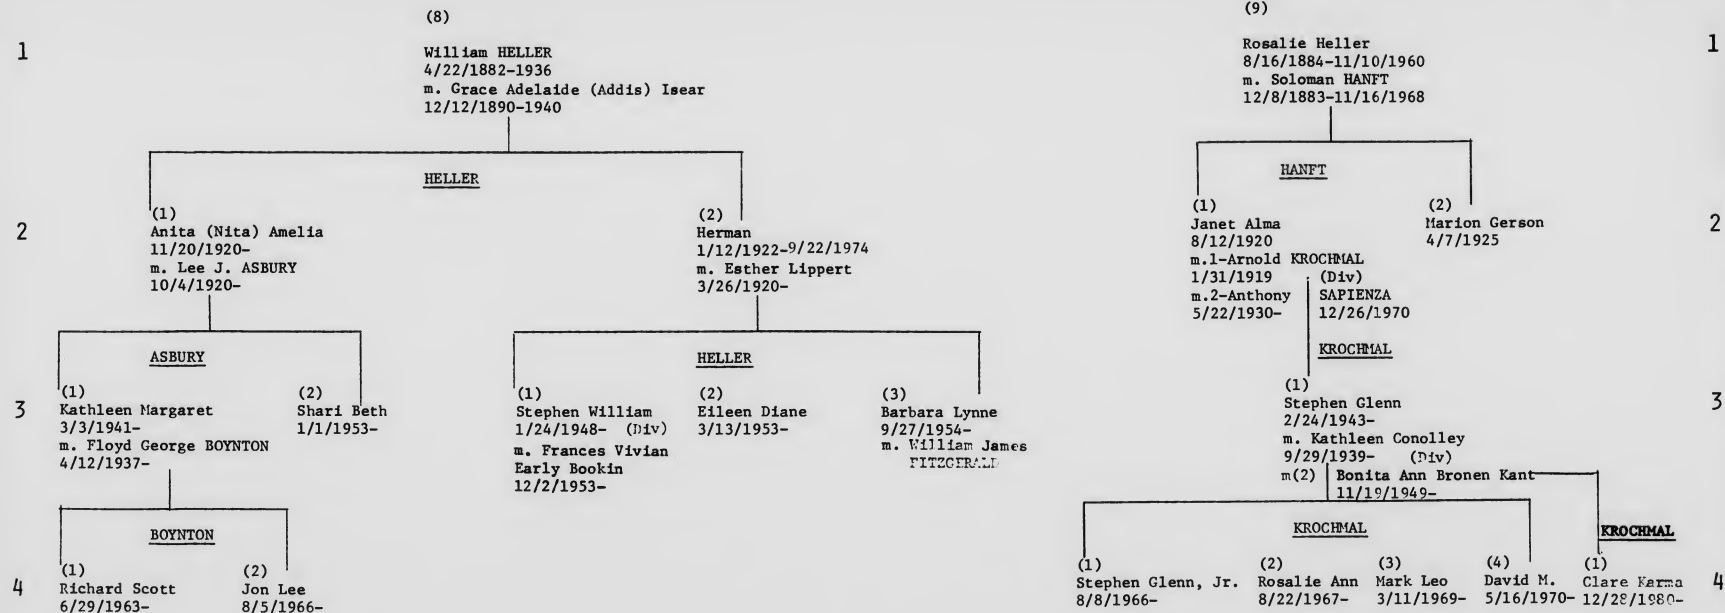 (8)
(9)
1
William HELLER
4/22/1882-1936
m. Grace Adelaide (Addis) Isear
12/12/1890-1940
Rosalie Heller
8/16/1884-11/10/1960
m. Soloman HANFT
12/8/1883-11/16/1968
1
HELLER
HANFT
2
(1)
Anita (Nita) Amelia
11/20/1920-
m. Lee J. ASBURY
10/4/1920-
(2)
Herman
1/12/1922-9/22/1974
m. Esther Lippert
3/26/1920-
(1)
Janet Alma
8/12/1920
m.1-Arnold KROCHMAL
1/31/1919 (Div)
m.2-Anthony SAPIENZA
5/22/1930- 12/26/1970
(2)
Marion Gerson
4/7/1925
2
ASBURY
HELLER
KROCHMAL
3
(1)
Kathleen Margaret
3/3/1941-
m. Floyd George BOYNTON
4/12/1937-
(2)
Shari Beth
1/1/1953-
(1)
Stephen William
1/24/1948- (Div)
m. Frances Vivian
Early Bookin
12/2/1953-
(2)
Eileen Diane
3/13/1953-
(3)
Barbara Lynne
9/27/1954-
m. William James
FITZGERALD
(1)
Stephen Glenn
2/24/1943-
m. Kathleen Conolley
9/29/1939- (Div)
m(2) Bonita Ann Bronen Kant
11/19/1949-
3
BOYNTON
KROCHMAL
KROCHMAL
4
(1)
Richard Scott
6/29/1963-
(2)
Jon Lee
8/5/1966-
(1)
Stephen Glenn, Jr.
8/8/1966-
(2)
Rosalie Ann
8/22/1967-
(3)
Mark Leo
3/11/1969-
(4)
David M.
5/16/1970-
(1)
Clare Karma
12/28/1980-
4